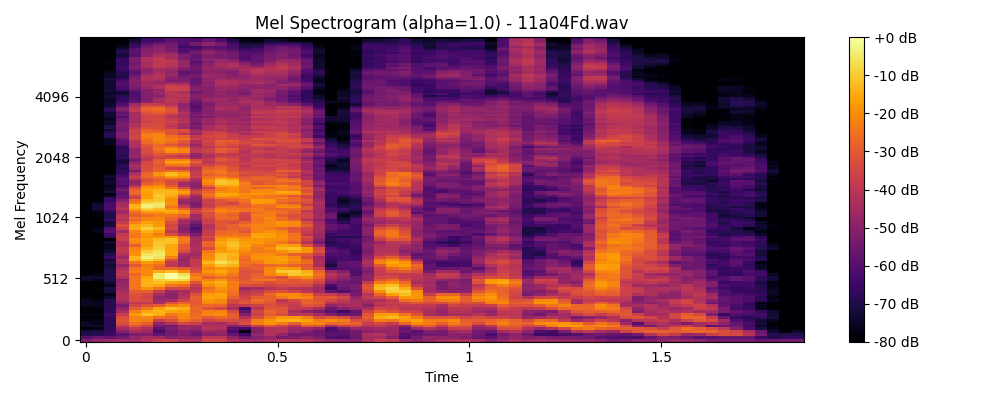 Mel Spectrogram (alpha=1.0) - 11a04Fd.wav
Mel Frequency
4096
2048
1024
512
0
0
0.5
1
1.5
Time
+0 dB
-10 dB
-20 dB
-30 dB
-40 dB
-50 dB
-60 dB
-70 dB
-80 dB